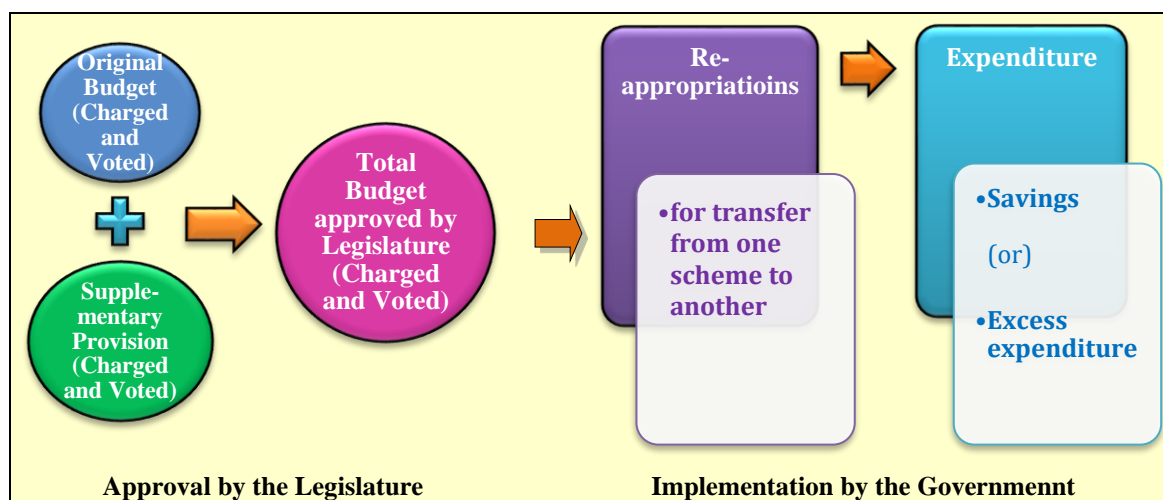 Original
Budget
(Charged
and
Voted)
Supple-
mentary
Provision
(Charged
and Voted)
Total
Budget
approved by
Legislature
(Charged
and Voted)
Re-
appropriatioins
•for transfer
from one
scheme to
another
Expenditure
•Savings
(or)
•Excess
expenditure
Approval by the Legislature
Implementation by the Governmennt